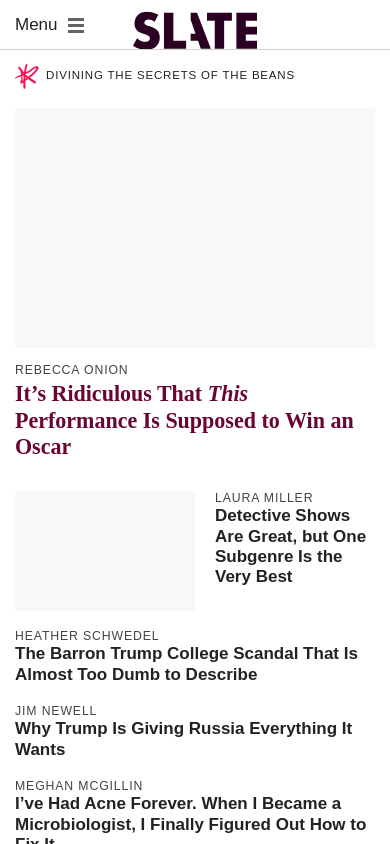 Menu
SLATE
DIVINING THE SECRETS OF THE BEANS
REBECCA ONION
It’s Ridiculous That This
Performance Is Supposed to Win an
Oscar
LAURA MILLER
Detective Shows
Are Great, but One
Subgenre Is the
Very Best
HEATHER SCHWEDEL
The Barron Trump College Scandal That Is
Almost Too Dumb to Describe
JIM NEWELL
Why Trump Is Giving Russia Everything It
Wants
MEGHAN MCGILLIN
I’ve Had Acne Forever. When I Became a
Microbiologist, I Finally Figured Out How to
Fix It